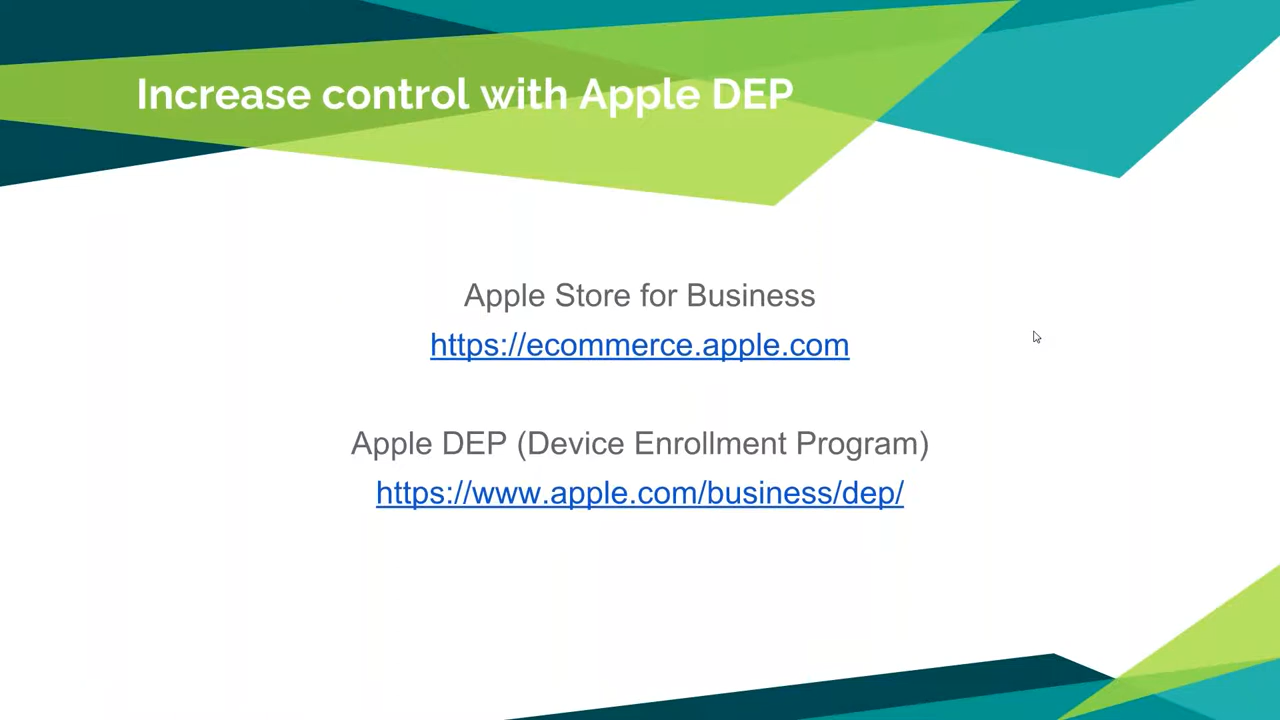 Increase control with Apple DEP
Apple Store for Business
https://ecommerce.apple.com
Apple DEP (Device Enrollment Program)
https://www.apple.com/business/dep/